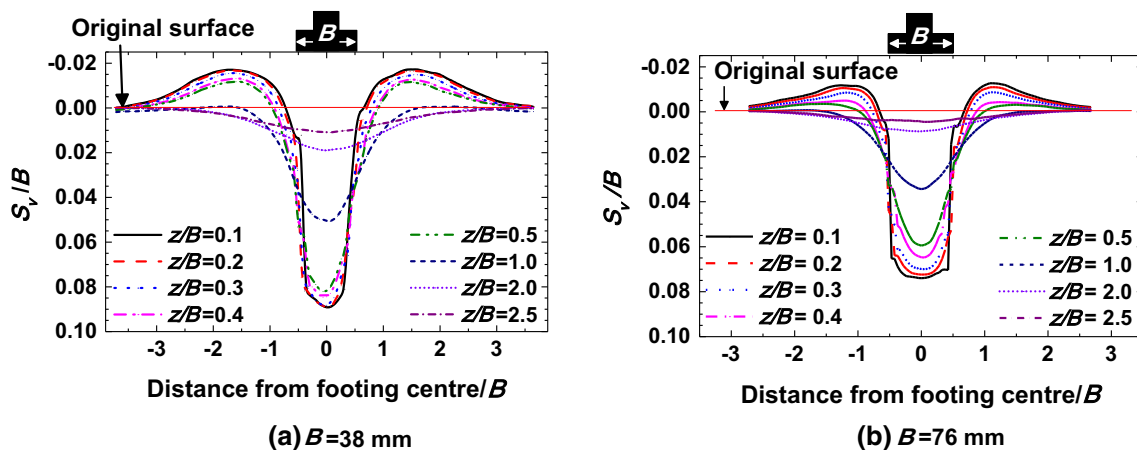 B
Original surface
-0.02
0.00
0.02
0.04
0.06
0.08
0.10
S_v/B
z/B=0.1
z/B=0.2
z/B=0.3
z/B=0.4
z/B=0.5
z/B=1.0
z/B=2.0
z/B=2.5
-3 -2 -1 0 1 2 3
Distance from footing centre/B
(a) B=38 mm
B
Original surface
-0.02
0.00
0.02
0.04
0.06
0.08
0.10
S_v/B
z/B= 0.1
z/B= 0.2
z/B= 0.3
z/B= 0.4
z/B= 0.5
z/B= 1.0
z/B= 2.0
z/B= 2.5
-3 -2 -1 0 1 2 3
Distance from footing centre/B
(b) B=76 mm